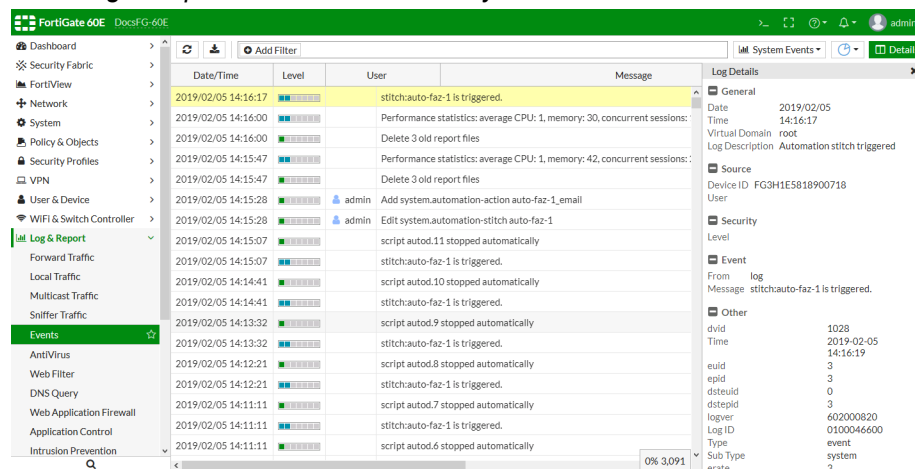 FortiGate 60E DocsFG-60E
>_ admin
Dashboard
Security Fabric
FortiView
Network
System
Policy & Objects
Security Profiles
VPN
User & Device
WiFi & Switch Controller
Log & Report
Forward Traffic
Local Traffic
Multicast Traffic
Sniffer Traffic
Events
AntiVirus
Web Filter
DNS Query
Web Application Firewall
Application Control
Intrusion Prevention
Add Filter System Events Detail
Date/Time Level User Message
2019/02/05 14:16:17 stitch:auto-faz-1 is triggered.
2019/02/05 14:16:00 Performance statistics: average CPU: 1, memory: 30, concurrent sessions:
2019/02/05 14:16:00 Delete 3 old report files
2019/02/05 14:15:47 Performance statistics: average CPU: 1, memory: 42, concurrent sessions:
2019/02/05 14:15:47 Delete 3 old report files
2019/02/05 14:15:28 admin Add system.automation-action auto-faz-1_email
2019/02/05 14:15:28 admin Edit system.automation-stitch auto-faz-1
2019/02/05 14:15:07 script autod.11 stopped automatically
2019/02/05 14:15:07 stitch:auto-faz-1 is triggered.
2019/02/05 14:14:41 script autod.10 stopped automatically
2019/02/05 14:14:41 stitch:auto-faz-1 is triggered.
2019/02/05 14:13:32 script autod.9 stopped automatically
2019/02/05 14:13:32 stitch:auto-faz-1 is triggered.
2019/02/05 14:12:21 script autod.8 stopped automatically
2019/02/05 14:12:21 stitch:auto-faz-1 is triggered.
2019/02/05 14:11:11 script autod.7 stopped automatically
2019/02/05 14:11:11 stitch:auto-faz-1 is triggered.
2019/02/05 14:11:11 script autod.6 stopped automatically
0% 3,091
Log Details
General
Date 2019/02/05
Time 14:16:17
Virtual Domain root
Log Description Automation stitch triggered
Source
Device ID FG3H1E5818900718
User
Security
Level
Event
From log
Message stitch:auto-faz-1 is triggered.
Other
dvid 1028
Time 2019-02-05
14:16:19
euid 3
epid 3
dsteuid 0
dstepid 3
logver 602000820
Log ID 0100046600
Type event
Sub Type system